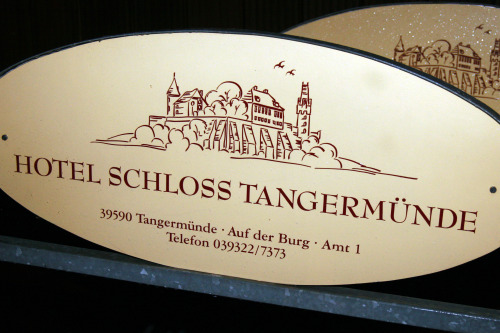 HOTEL SCHLOSS TANGERMÜNDE
39590 Tangermünde · Auf der Burg · Amt 1
Telefon 039322/7373